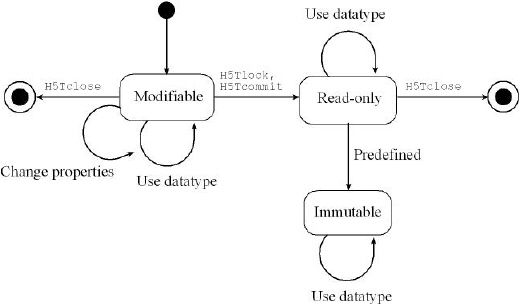 Use datatype
H5Tclose
Modifiable
H5Tlock,
H5Tcommit
Read-only
H5Tclose
Change properties
Use datatype
Predefined
Immutable
Use datatype